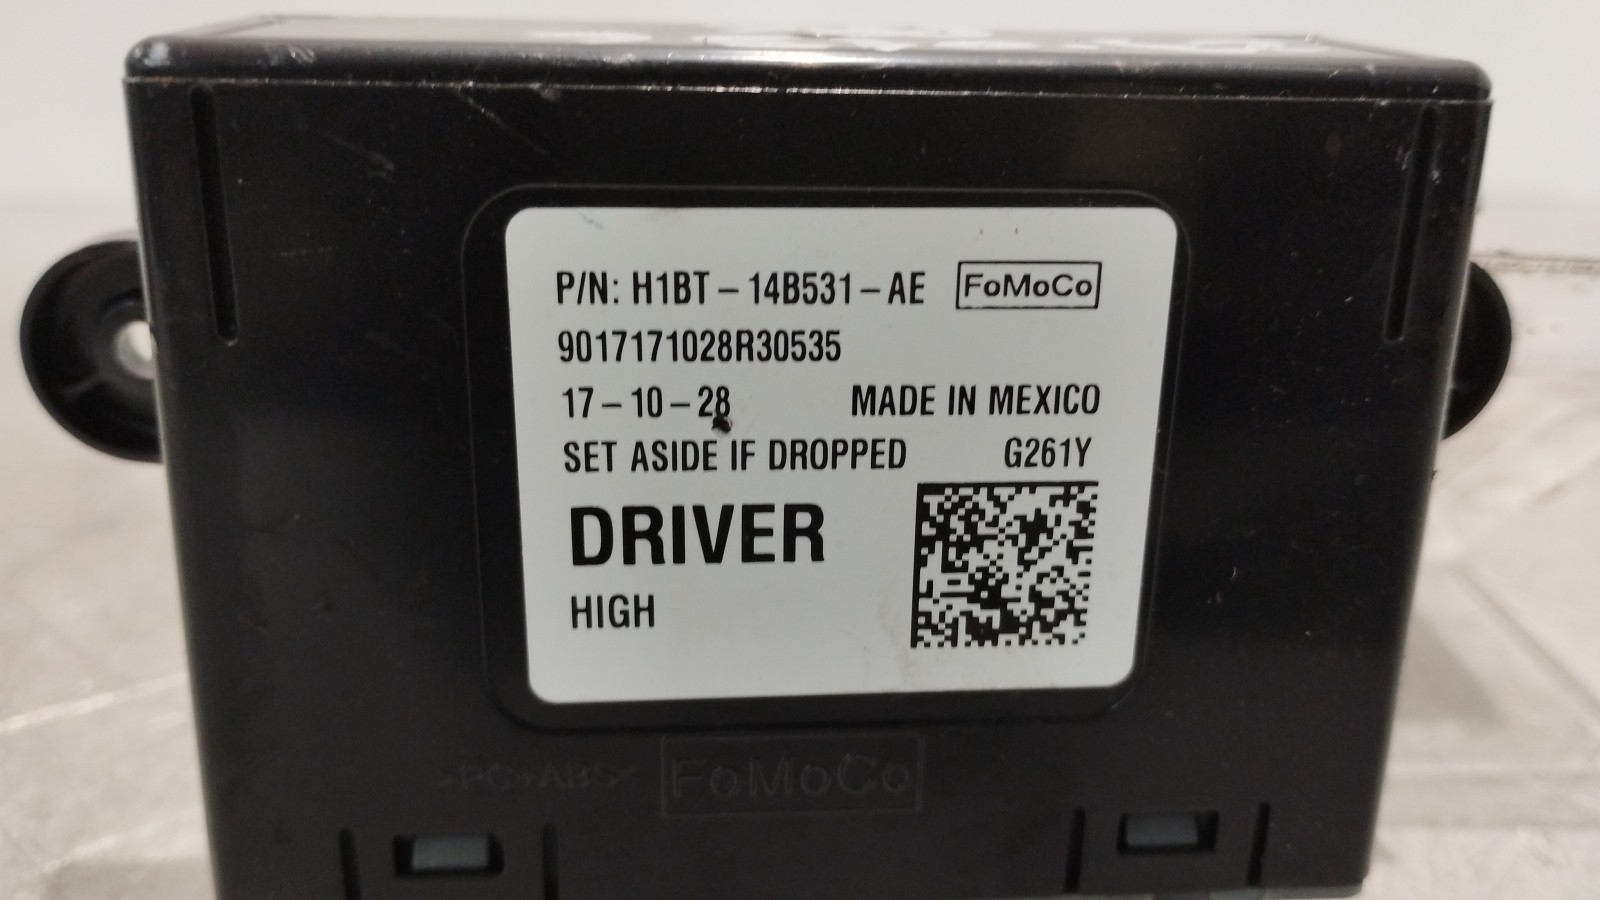 P/N: H1BT-14B531-AE FoMoCo
9017171028R30535
17-10-28 MADE IN MEXICO
SET ASIDE IF DROPPED G261Y
DRIVER
HIGH
>PC+ABS< FoMoCo